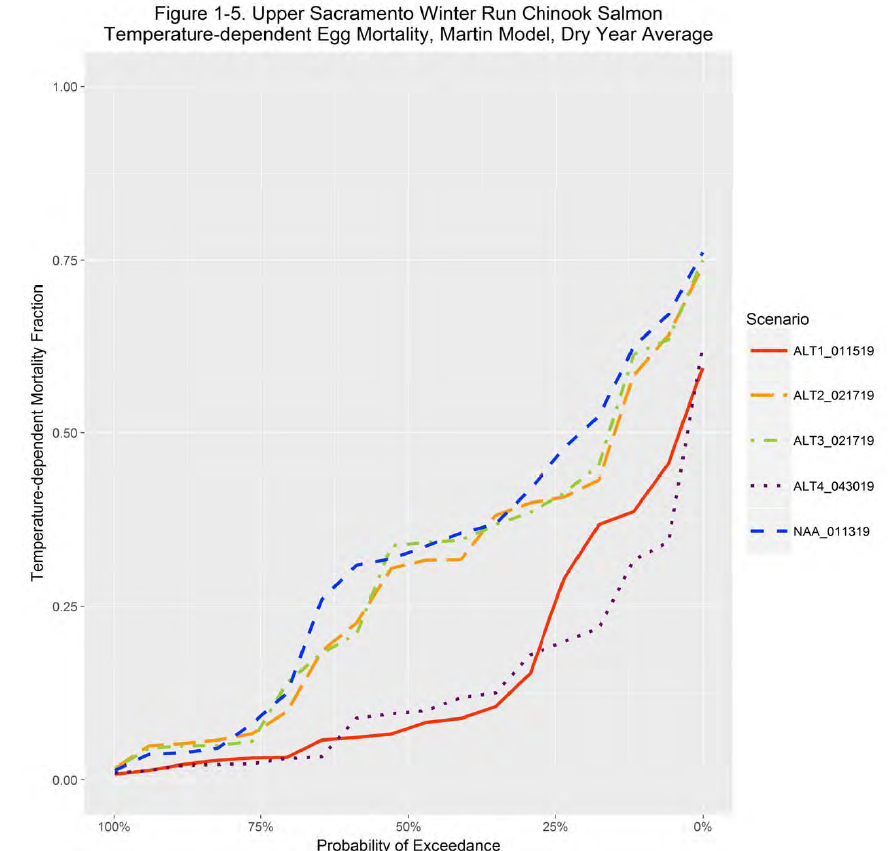 Figure 1-5. Upper Sacramento Winter Run Chinook Salmon
Temperature-dependent Egg Mortality, Martin Model, Dry Year Average
Temperature-dependent Mortality Fraction
1.00
0.75
0.50
0.25
0.00
100%
75%
50%
25%
0%
Probability of Exceedance
Scenario
ALT1_011519
ALT2_021719
ALT3_021719
ALT4_043019
NAA_011319